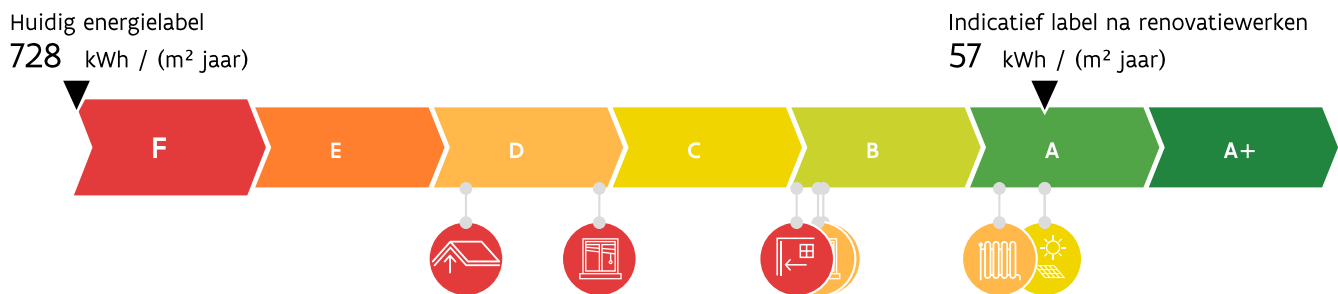 Huidig energielabel
728 kWh / (m² jaar)
Indicatief label na renovatiewerken
57 kWh / (m² jaar)
F E D C B A A+